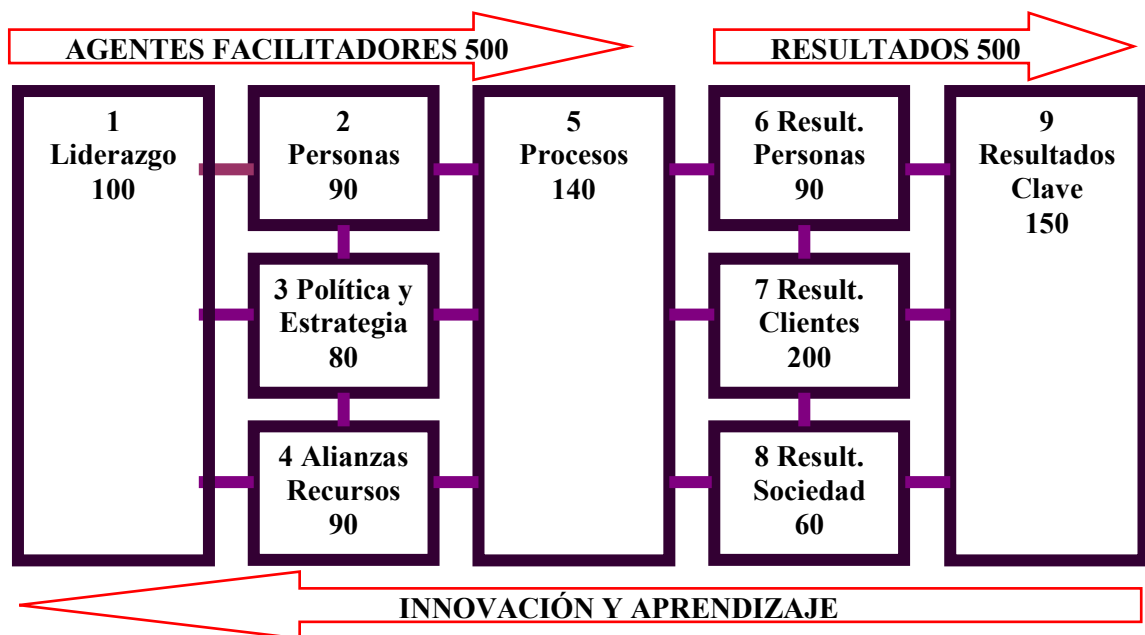 AGENTES FACILITADORES 500
RESULTADOS 500
1
Liderazgo
100
2
Personas
90
3 Política y
Estrategia
80
4 Alianzas
Recursos
90
5
Procesos
140
6 Result.
Personas
90
7 Result.
Clientes
200
8 Result.
Sociedad
60
9
Resultados
Clave
150
INNOVACIÓN Y APRENDIZAJE